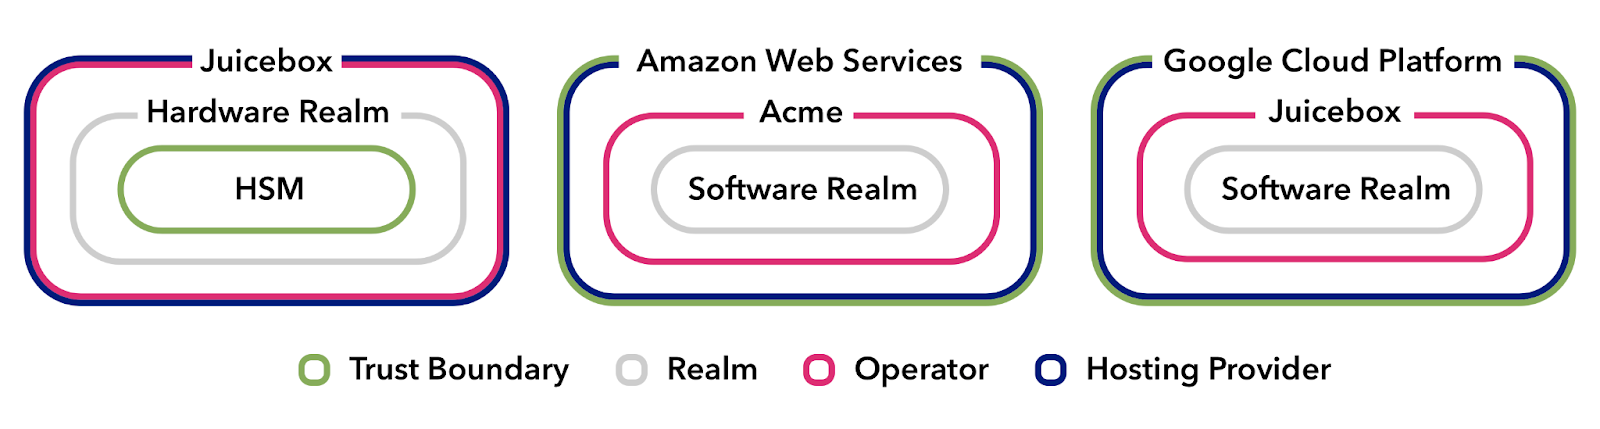 Juicebox
Hardware Realm
HSM
Amazon Web Services
Acme
Software Realm
Google Cloud Platform
Juicebox
Software Realm
Trust Boundary
Realm
Operator
Hosting Provider